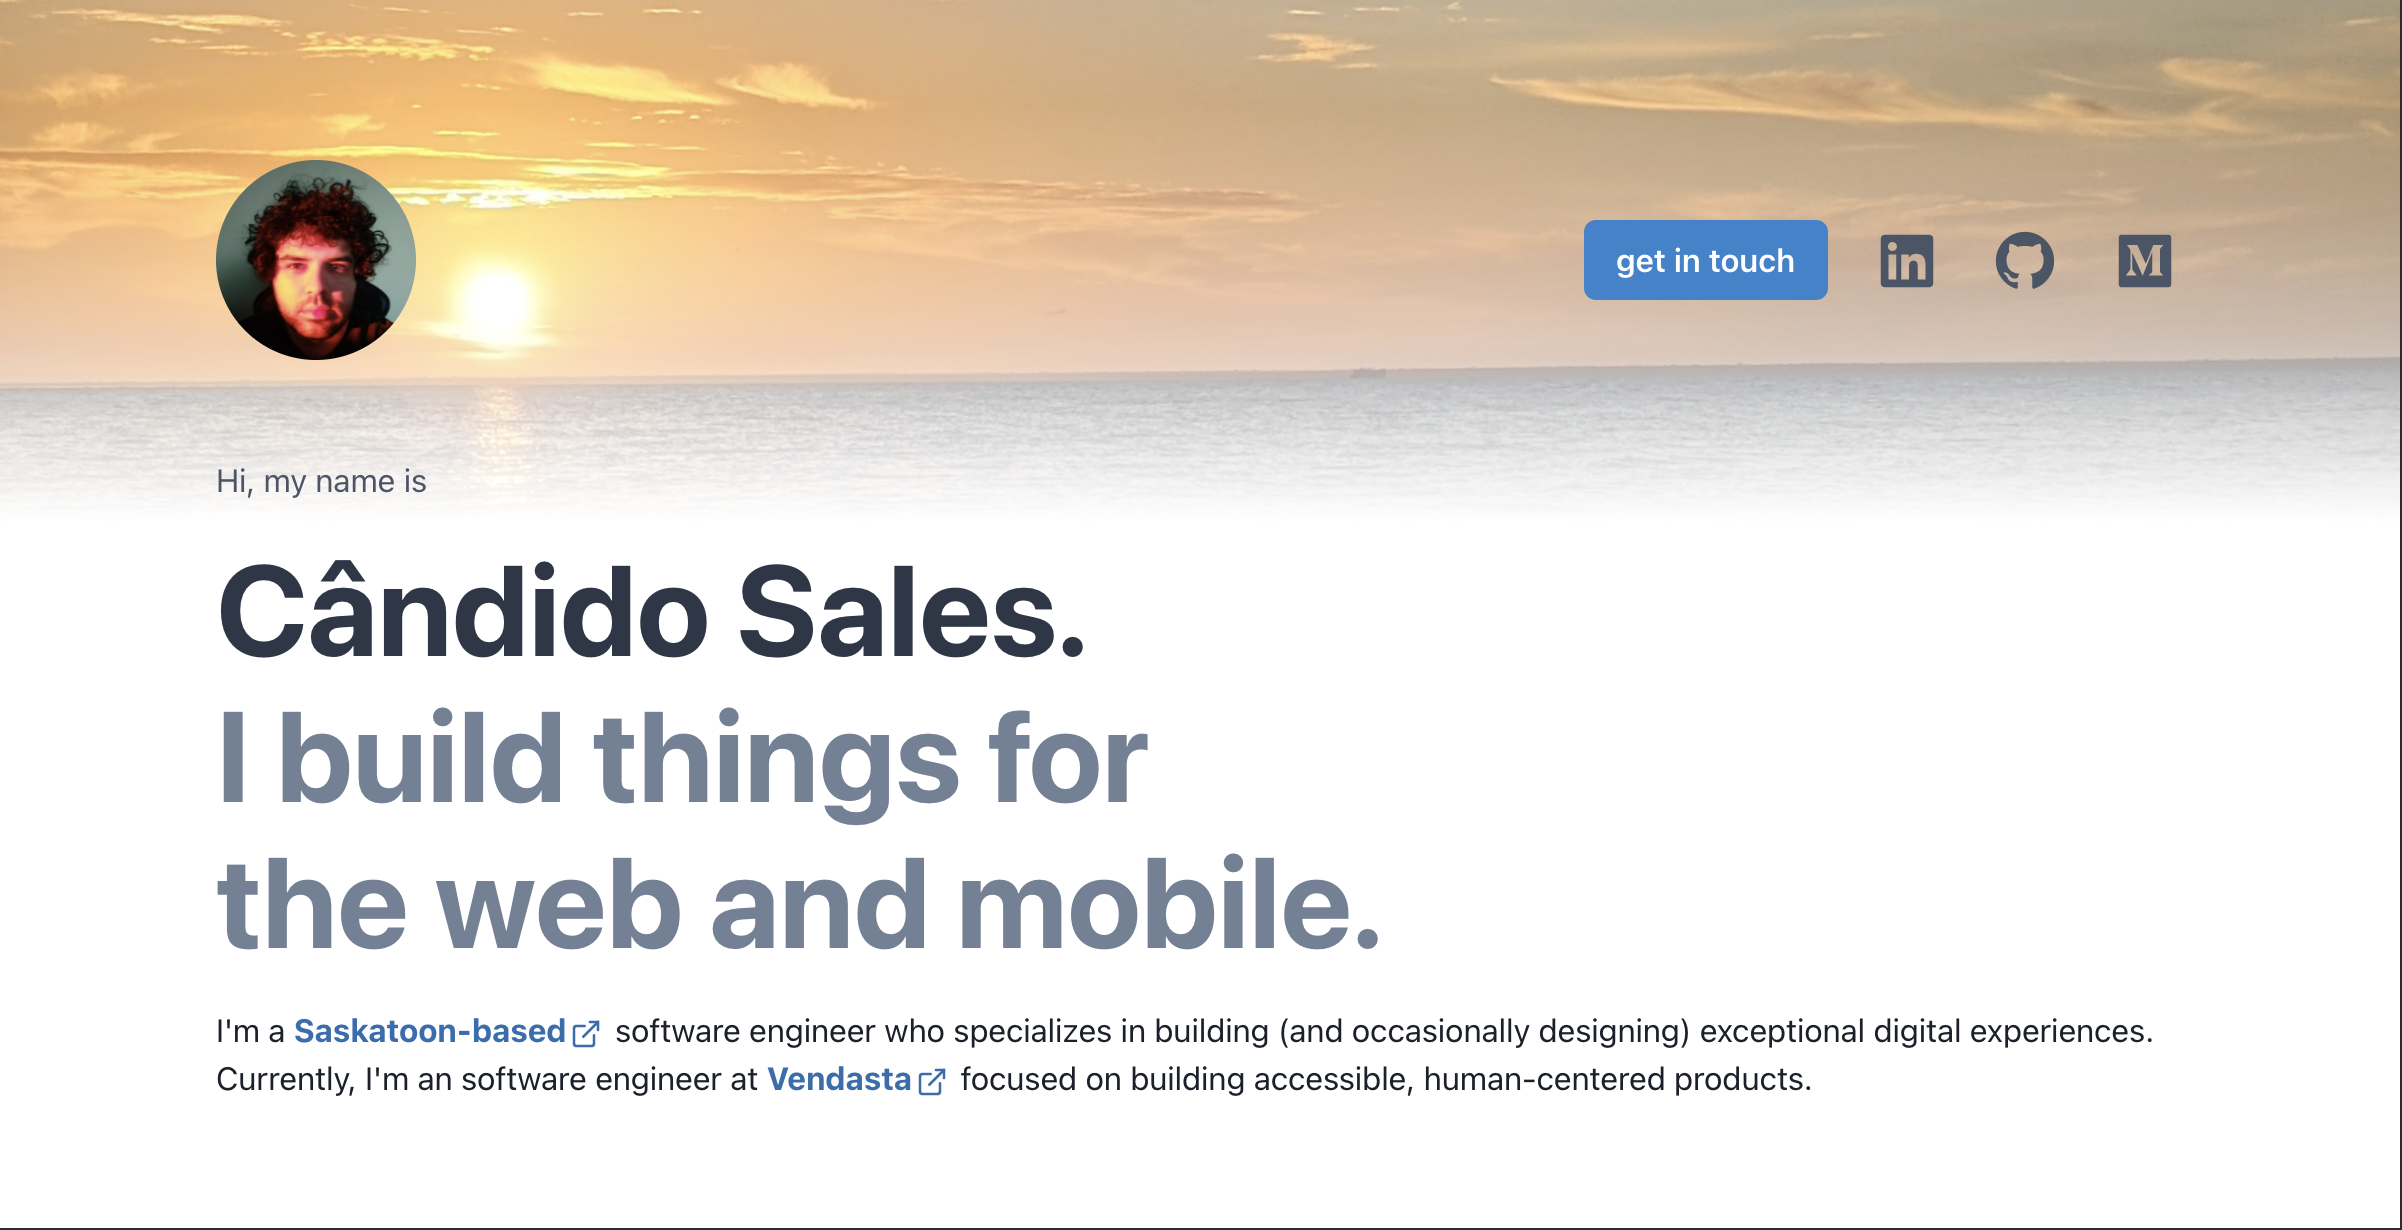 get in touch
in
M
Hi, my name is
Cândido Sales.
I build things for
the web and mobile.
I'm a Saskatoon-based software engineer who specializes in building (and occasionally designing) exceptional digital experiences.
Currently, I'm an software engineer at Vendasta focused on building accessible, human-centered products.